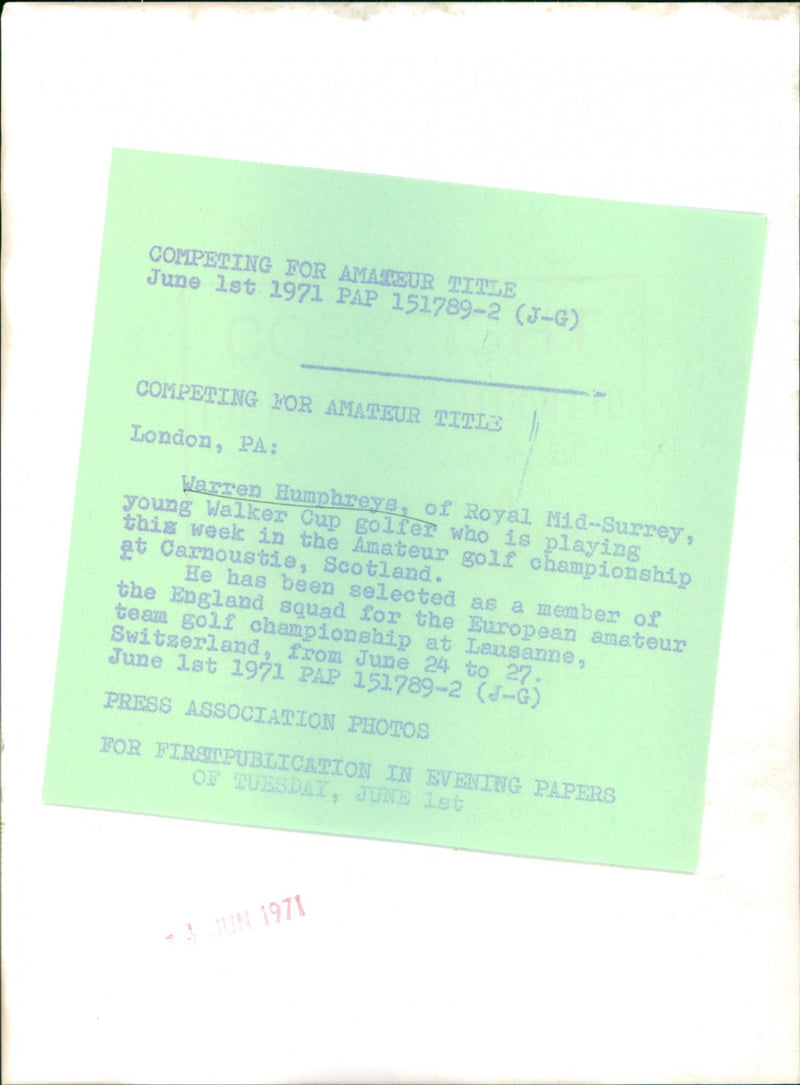 COMPETING FOR AMATEUR TITLE
June 1st 1971 PAP 151789-2 (J-G)
COMPETING FOR AMATEUR TITLE
London, PA:
Warren Humphreys, of Royal Mid-Surrey,
young Walker Cup golfer who is playing
this week in the Amateur golf championship
at Carnoustie, Scotland.
He has been selected as a member of
the England squad for the European amateur
team golf championship at Lausanne,
Switzerland, from June 24 to 27.
June 1st 1971 PAP 151789-2 (J-G)
PRESS ASSOCIATION PHOTOS
FOR FIRSTPUBLICATION IN EVENING PAPERS
OF TUESDAY, JUNE 1st
JUN 1971